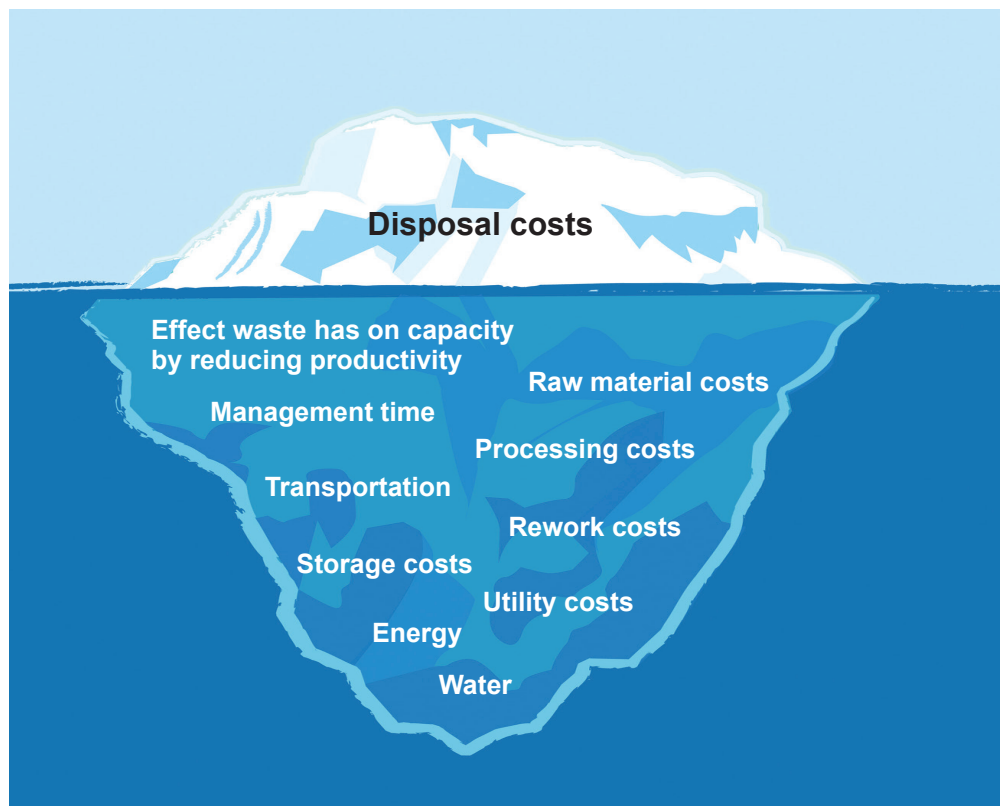 Disposal costs
Effect waste has on capacity
by reducing productivity
Raw material costs
Management time
Processing costs
Transportation
Rework costs
Storage costs
Utility costs
Energy
Water